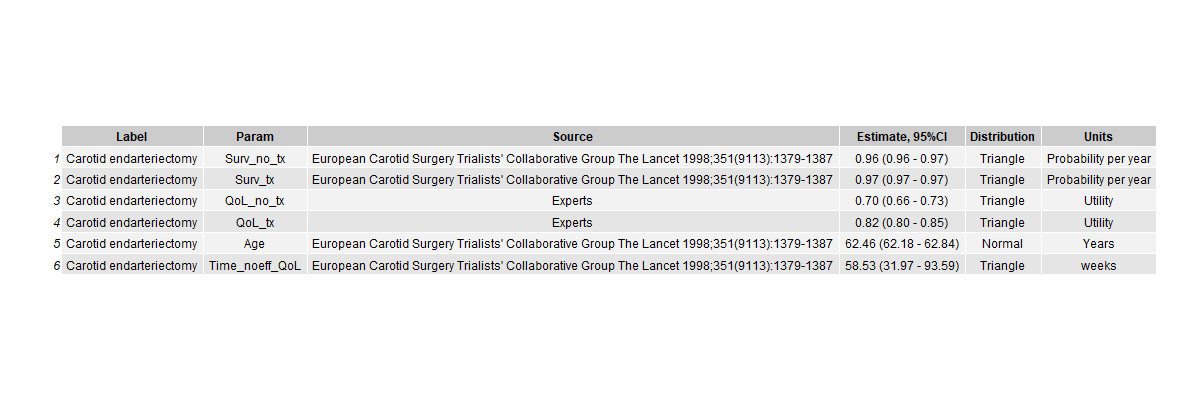 Label Param Source Estimate, 95%CI Distribution Units
1 Carotid endarteriectomy Surv_no_tx European Carotid Surgery Trialists' Collaborative Group The Lancet 1998;351(9113):1379-1387 0.96 (0.96 - 0.97) Triangle Probability per year
2 Carotid endarteriectomy Surv_tx European Carotid Surgery Trialists' Collaborative Group The Lancet 1998;351(9113):1379-1387 0.97 (0.97 - 0.97) Triangle Probability per year
3 Carotid endarteriectomy QoL_no_tx Experts 0.70 (0.66 - 0.73) Triangle Utility
4 Carotid endarteriectomy QoL_tx Experts 0.82 (0.80 - 0.85) Triangle Utility
5 Carotid endarteriectomy Age European Carotid Surgery Trialists' Collaborative Group The Lancet 1998;351(9113):1379-1387 62.46 (62.18 - 62.84) Normal Years
6 Carotid endarteriectomy Time_noeff_QoL European Carotid Surgery Trialists' Collaborative Group The Lancet 1998;351(9113):1379-1387 58.53 (31.97 - 93.59) Triangle weeks